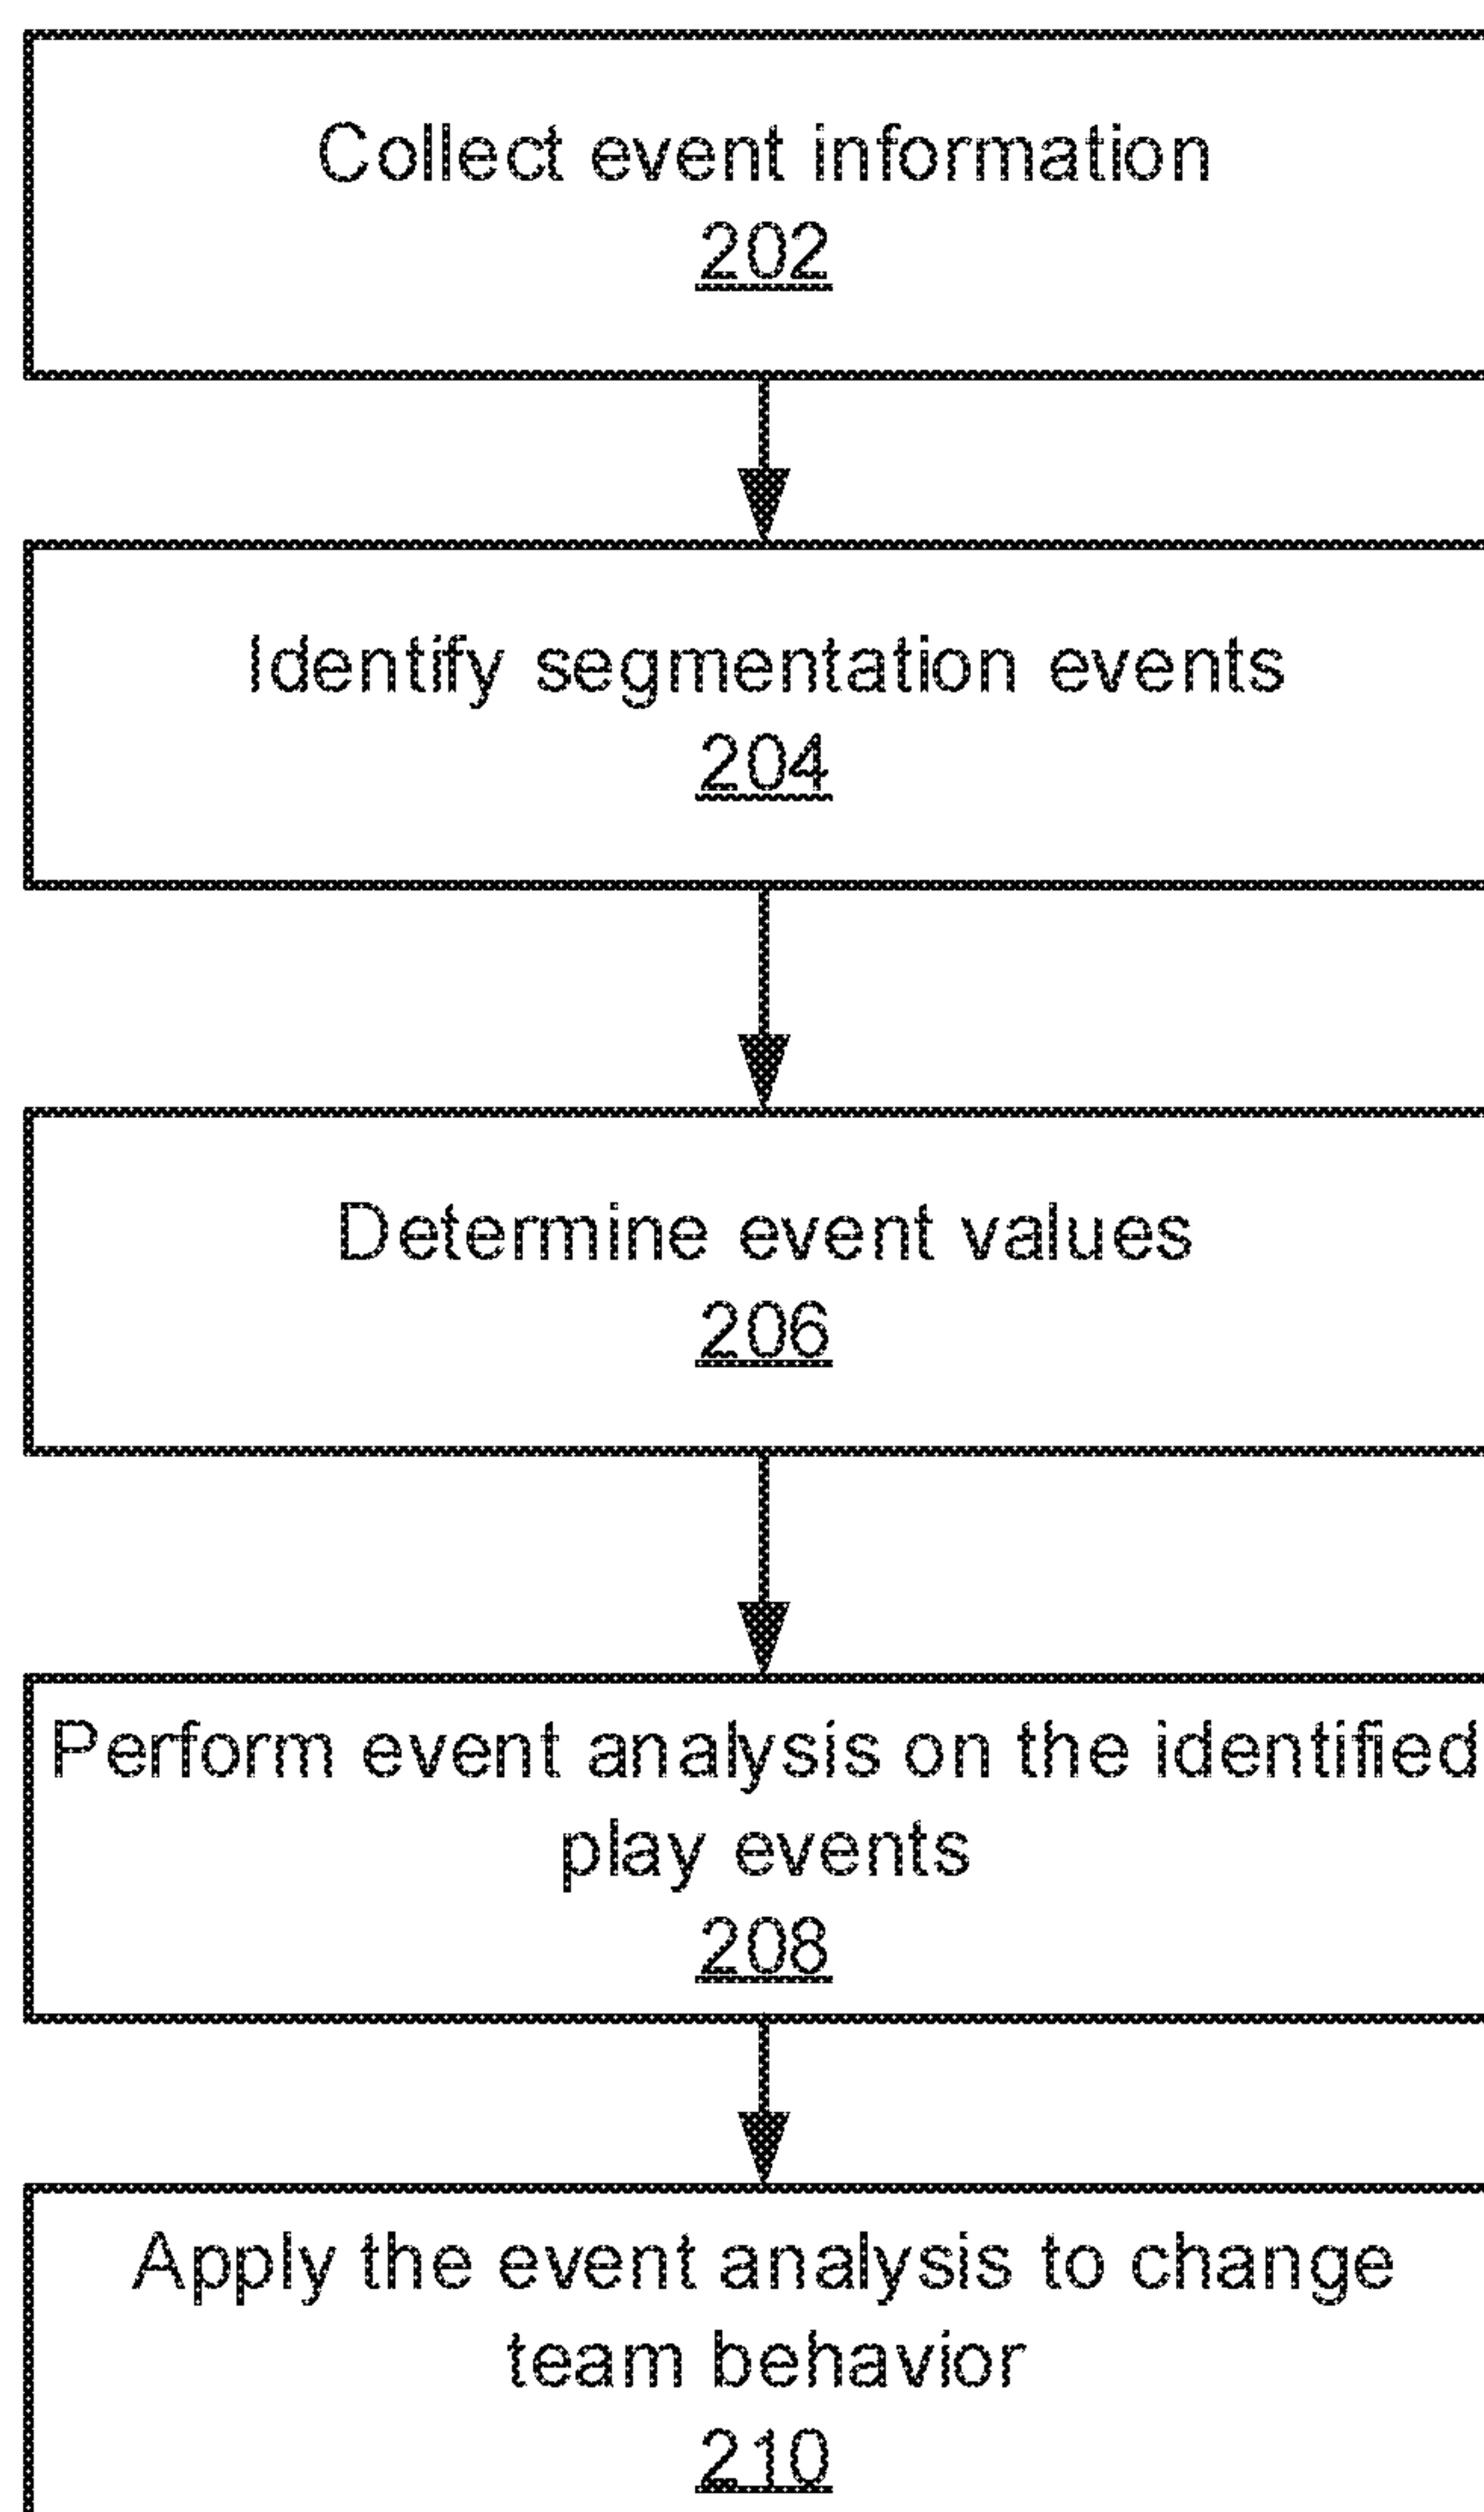 Collect event information
202
Identify segmentation events
204
Determine event values
206
Perform event analysis on the identified
play events
208
Apply the event analysis to change
team behavior
210